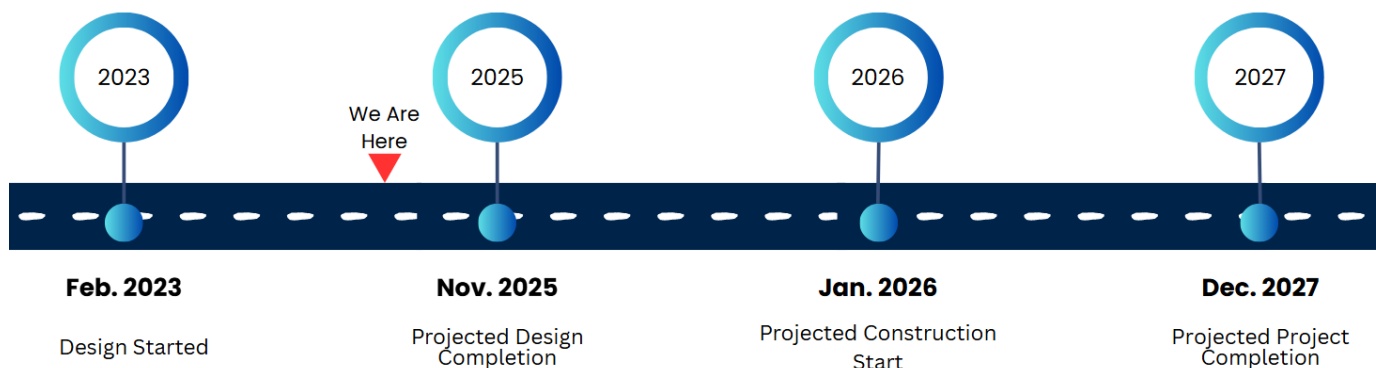 2023
2025
2026
2027
We Are
Here
Feb. 2023
Nov. 2025
Jan. 2026
Dec. 2027
Design Started
Projected Design
Completion
Projected Construction
Start
Projected Project
Completion